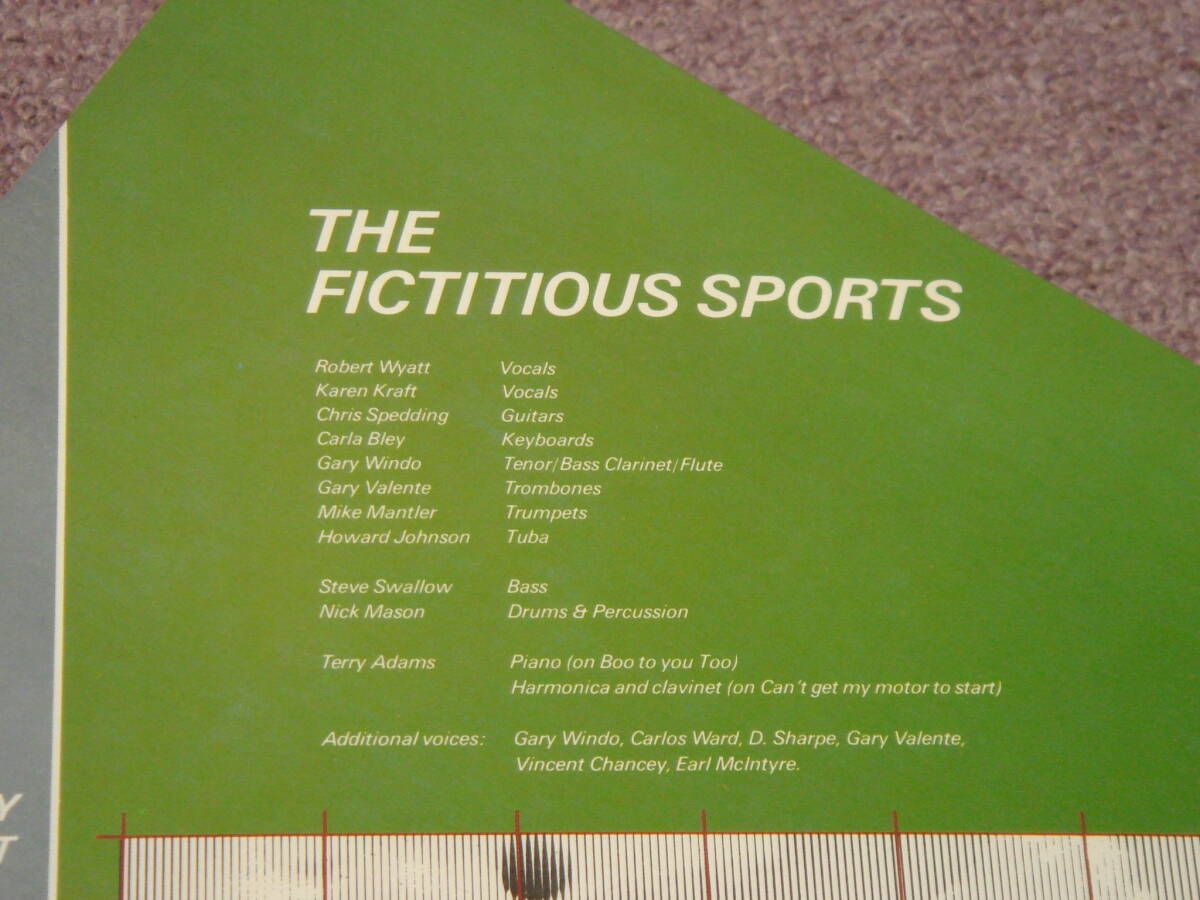 THE
FICTITIOUS SPORTS
Robert Wyatt Vocals
Karen Kraft Vocals
Chris Spedding Guitars
Carla Bley Keyboards
Gary Windo Tenor/Bass Clarinet/Flute
Gary Valente Trombones
Mike Mantler Trumpets
Howard Johnson Tuba
Steve Swallow Bass
Nick Mason Drums & Percussion
Terry Adams Piano (on Boo to you Too)
Harmonica and clavinet (on Can't get my motor to start)
Additional voices: Gary Windo, Carlos Ward, D. Sharpe, Gary Valente,
Vincent Chancey, Earl McIntyre.
Y
T